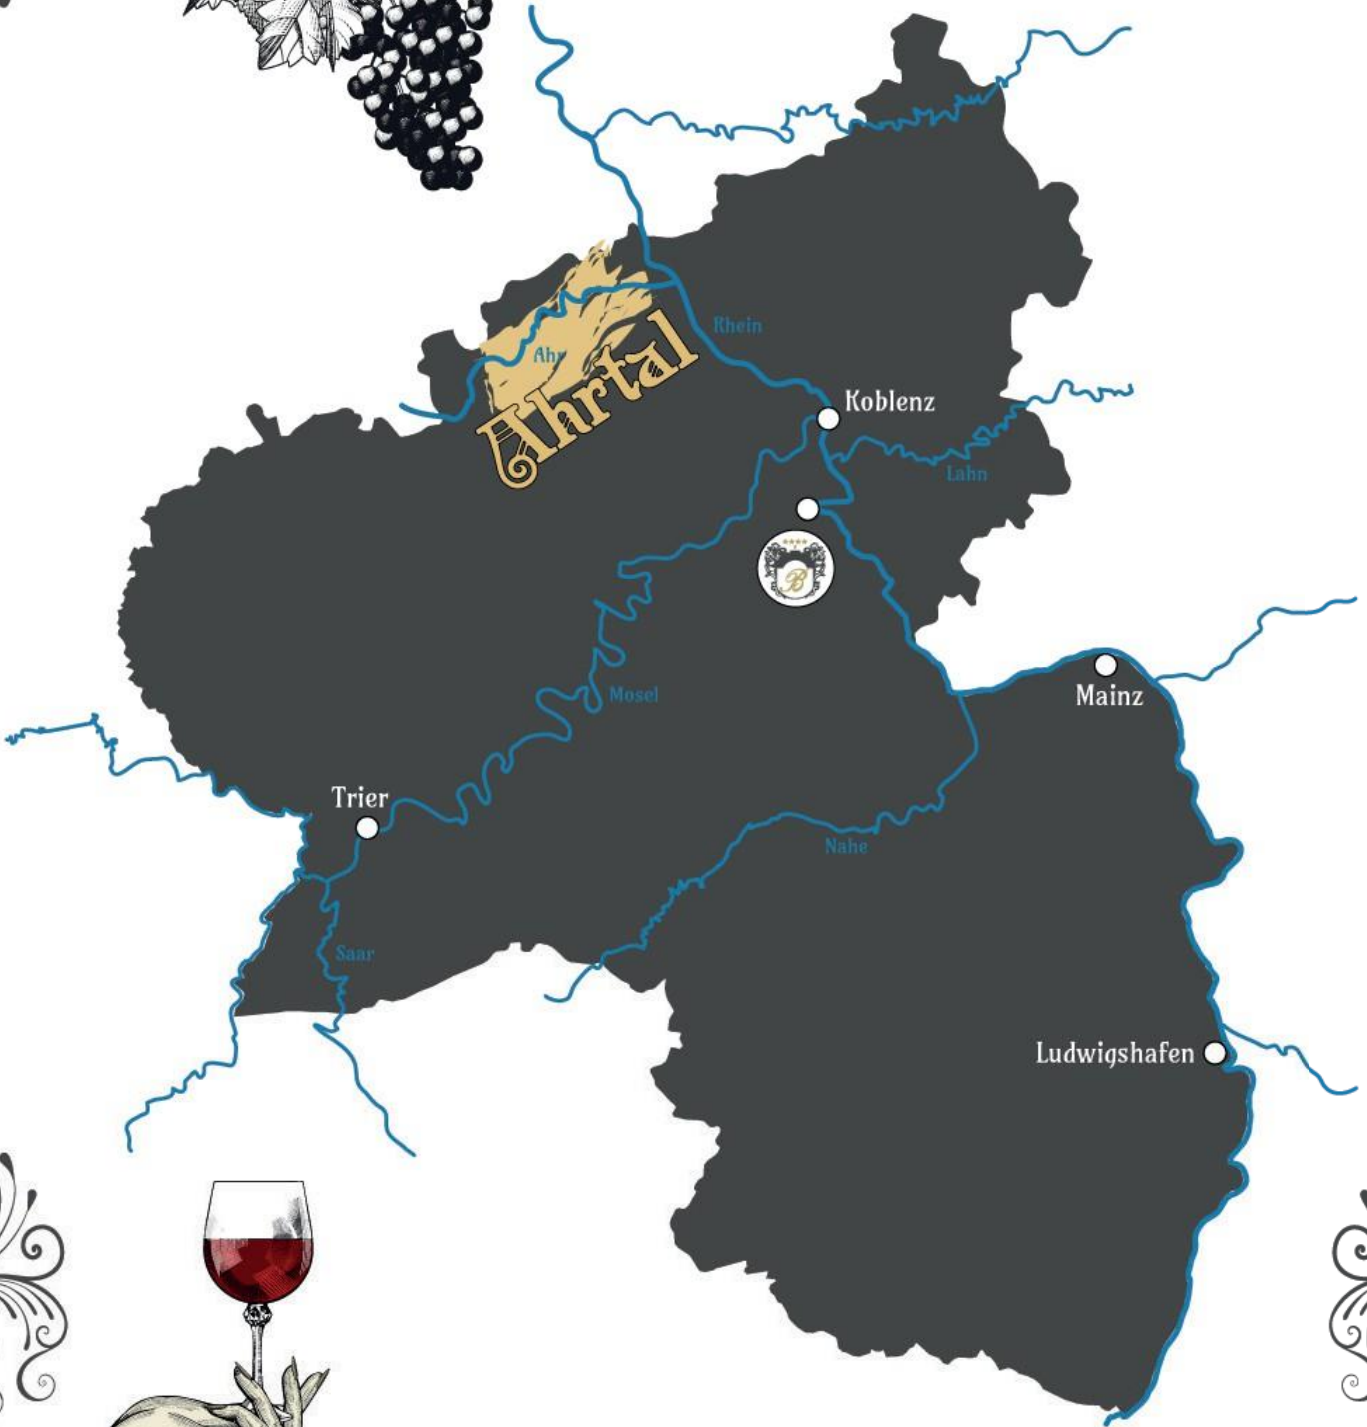 Rhein
Ahr
Ahrtal
Koblenz
Lahn
B
Mosel
Mainz
Trier
Nahe
Saar
Ludwigshafen